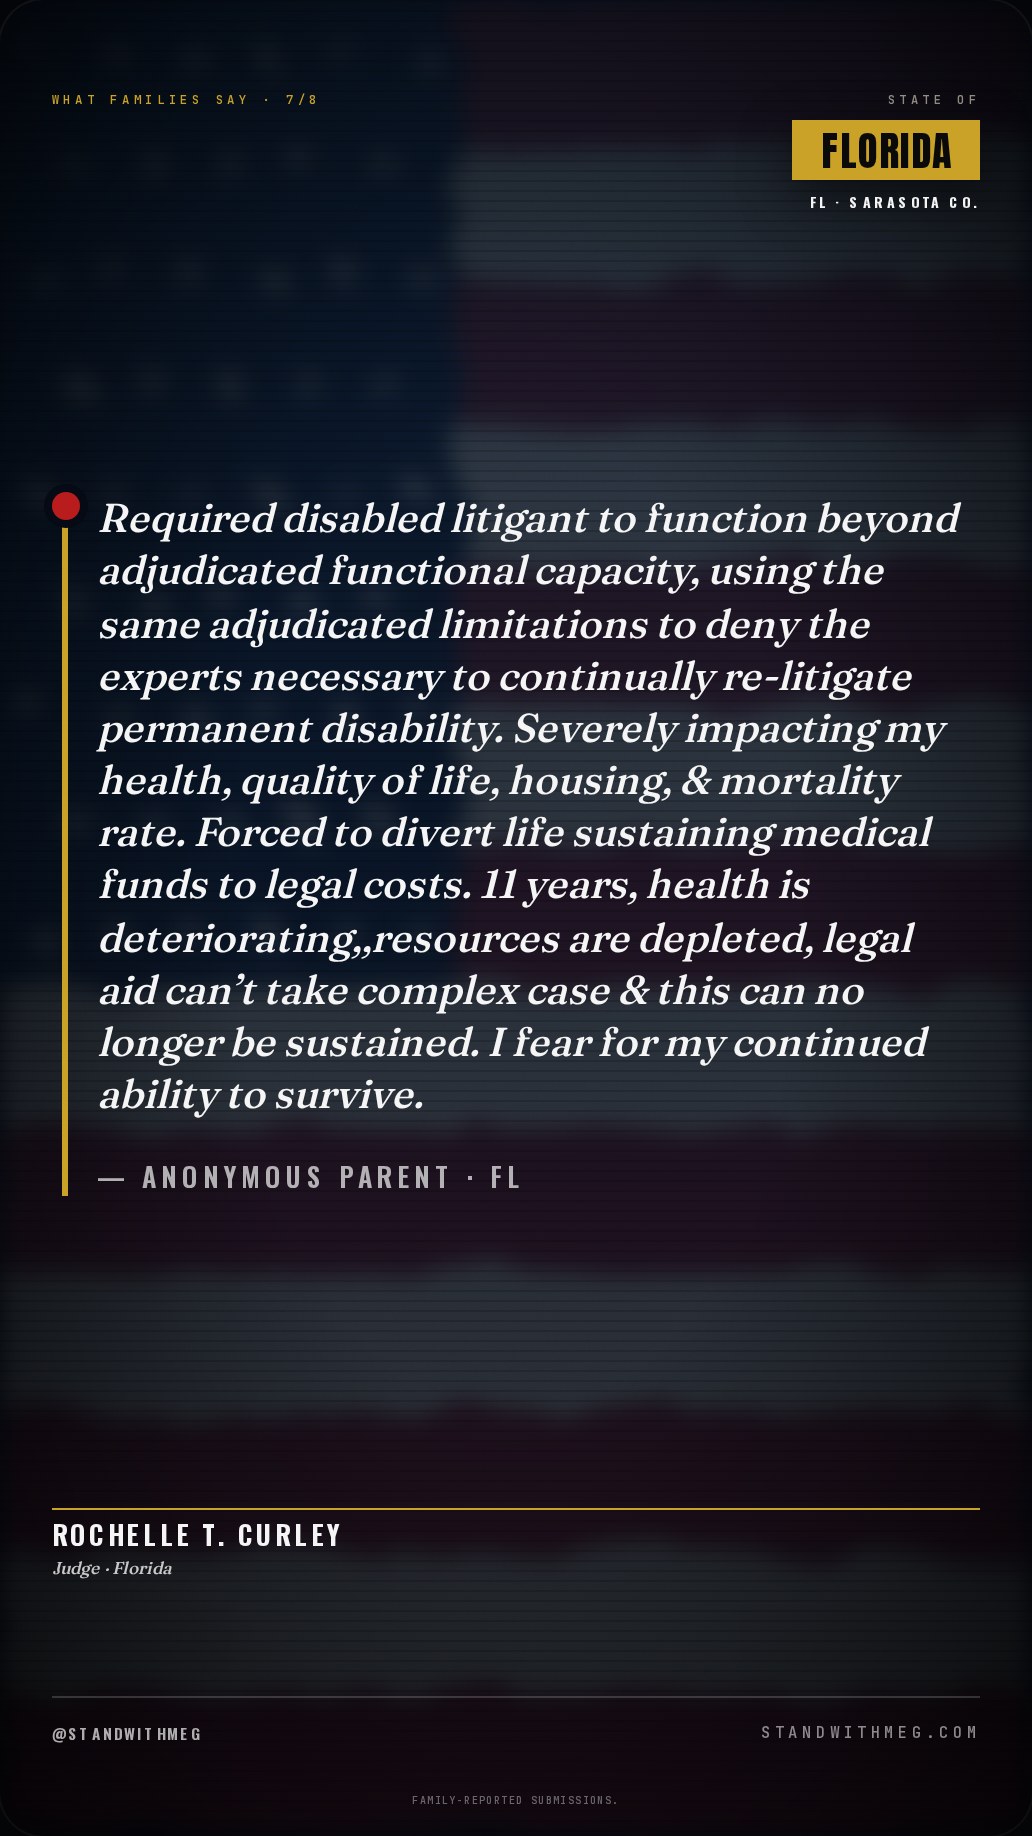 WHAT FAMILIES SAY · 7/8
STATE OF
FLORIDA
FL · SARASOTA CO.
Required disabled litigant to function beyond
adjudicated functional capacity, using the
same adjudicated limitations to deny the
experts necessary to continually re-litigate
permanent disability. Severely impacting my
health, quality of life, housing, & mortality
rate. Forced to divert life sustaining medical
funds to legal costs. 11 years, health is
deteriorating,,resources are depleted, legal
aid can’t take complex case & this can no
longer be sustained. I fear for my continued
ability to survive.
— ANONYMOUS PARENT · FL
ROCHELLE T. CURLEY
Judge · Florida
@STANDWITHMEG
STANDWITHMEG.COM
FAMILY-REPORTED SUBMISSIONS.